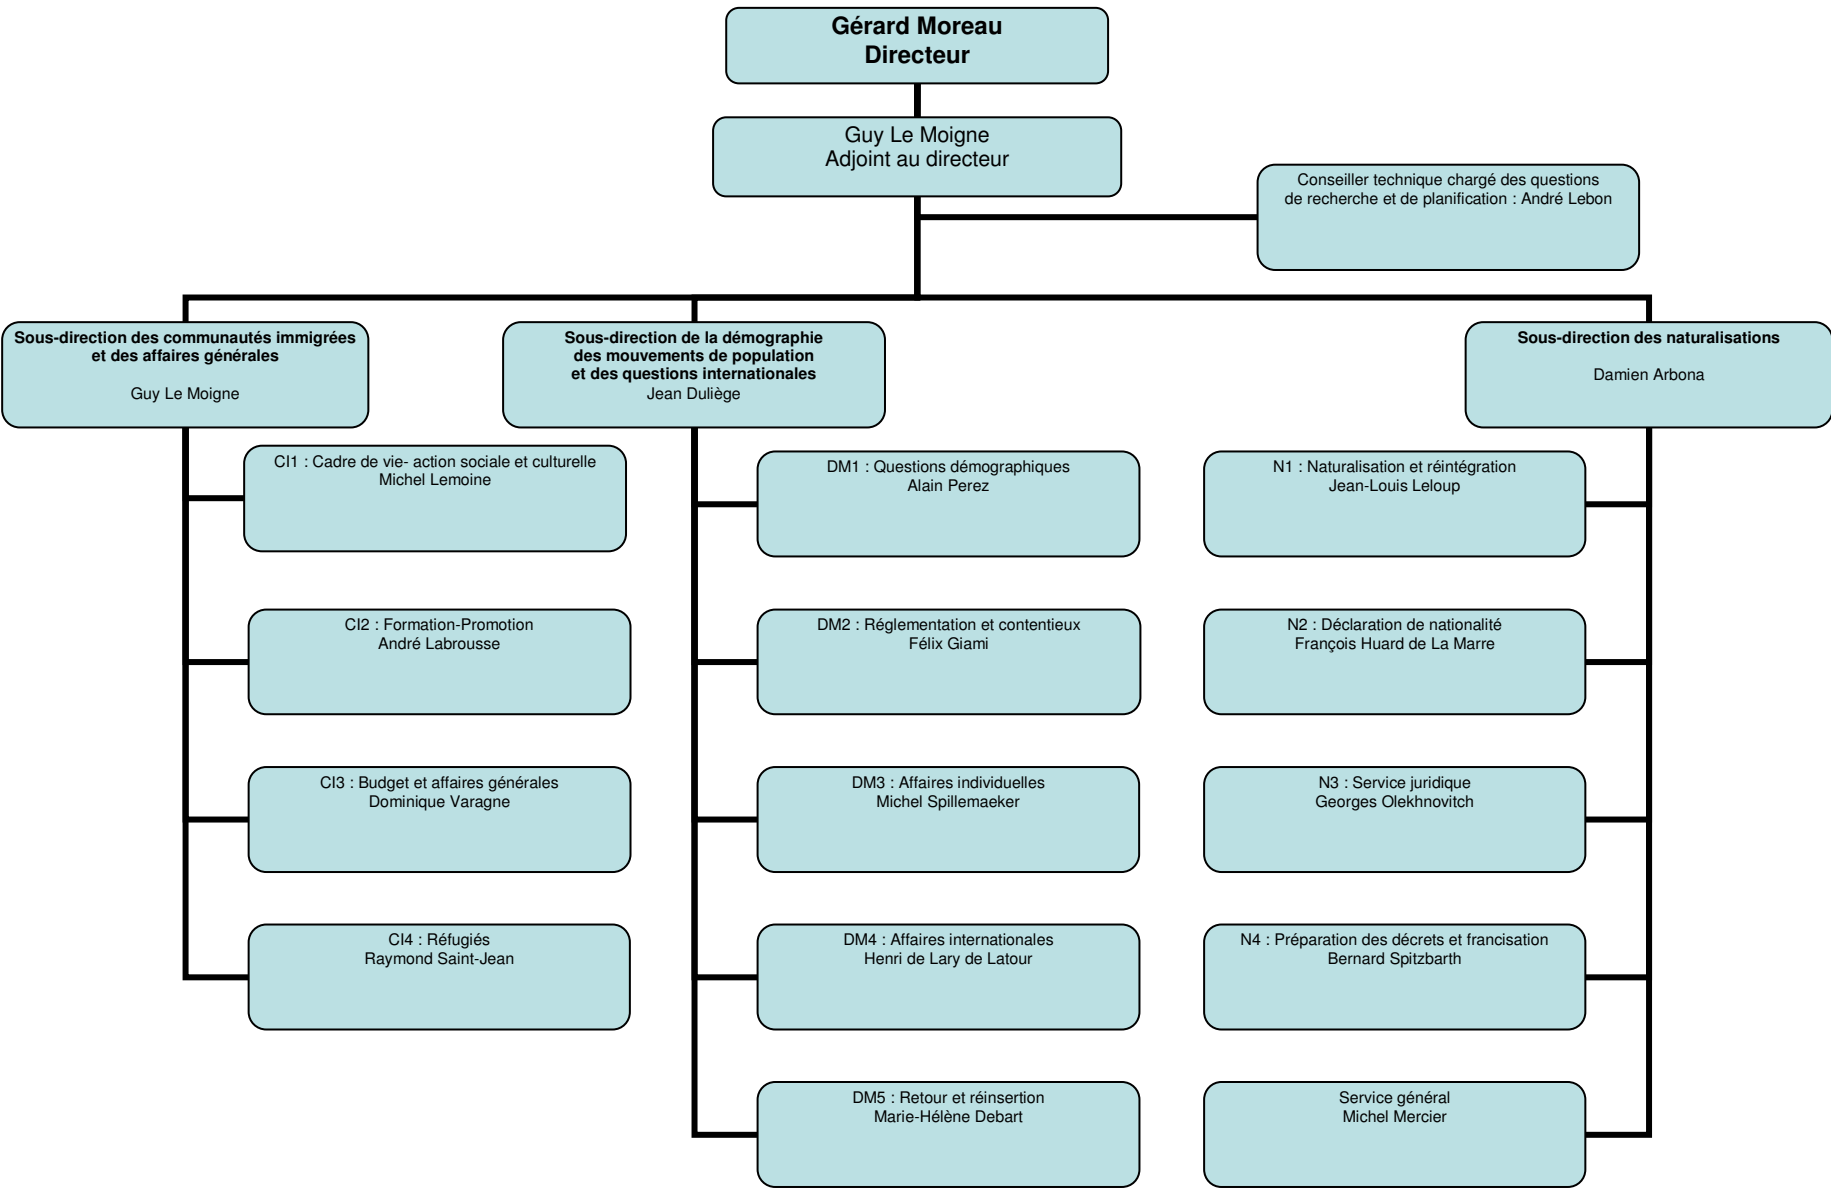 Gérard Moreau
Directeur
Guy Le Moigne
Adjoint au directeur
Conseiller technique chargé des questions
de recherche et de planification : André Lebon
Sous-direction des communautés immigrées
et des affaires générales
Guy Le Moigne
Sous-direction de la démographie
des mouvements de population
et des questions internationales
Jean Duliège
Sous-direction des naturalisations
Damien Arbona
CI1 : Cadre de vie- action sociale et culturelle
Michel Lemoine
CI2 : Formation-Promotion
André Labrousse
CI3 : Budget et affaires générales
Dominique Varagne
CI4 : Réfugiés
Raymond Saint-Jean
DM1 : Questions démographiques
Alain Perez
DM2 : Réglementation et contentieux
Félix Giami
DM3 : Affaires individuelles
Michel Spillemaeker
DM4 : Affaires internationales
Henri de Lary de Latour
DM5 : Retour et réinsertion
Marie-Hélène Debart
N1 : Naturalisation et réintégration
Jean-Louis Leloup
N2 : Déclaration de nationalité
François Huard de La Marre
N3 : Service juridique
Georges Olekhnovitch
N4 : Préparation des décrets et francisation
Bernard Spitzbarth
Service général
Michel Mercier